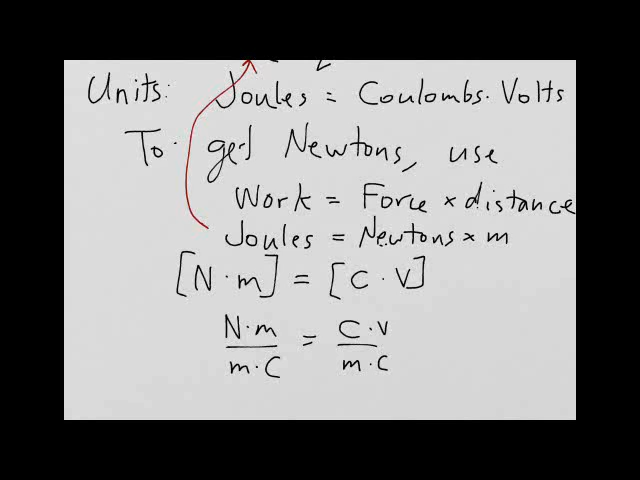 Units: Joules = Coulombs. Volts
To get Newtons, use
Work = Force × distance
Joules = Newtons × m
[N·m] = [C·V]
N·m/m·C = C·V/m·C